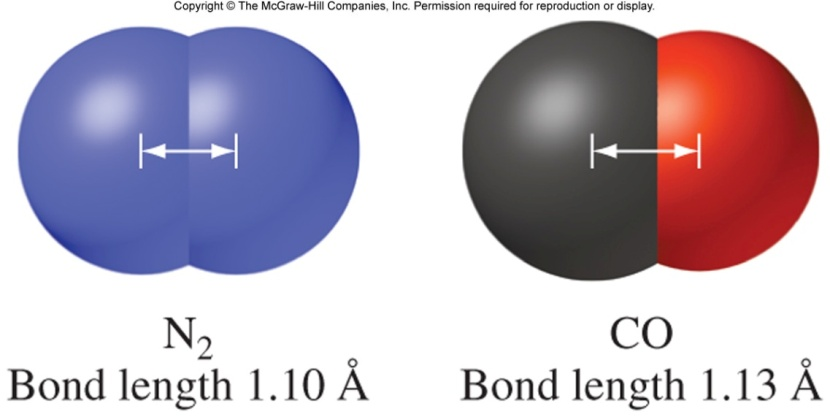 Copyright © The McGraw-Hill Companies, Inc. Permission required for reproduction or display.
N₂ CO
Bond length 1.10 Å Bond length 1.13 Å